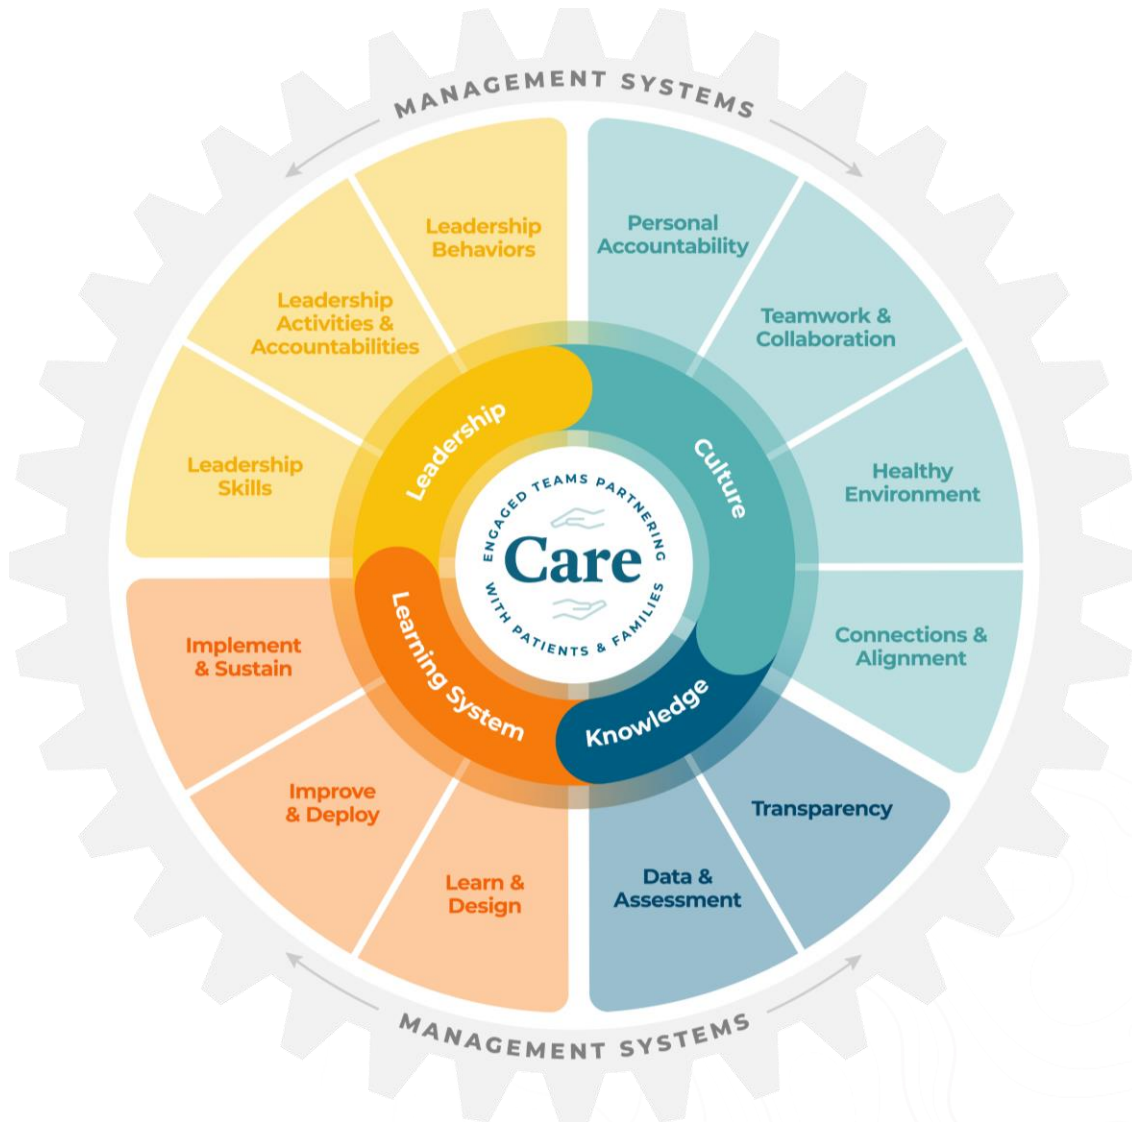 MANAGEMENT SYSTEMS
Leadership
Behaviors
Personal
Accountability
Leadership
Activities &
Accountabilities
Teamwork &
Collaboration
Leadership
Skills
Healthy
Environment
Leadership
Culture
ENGAGED TEAMS PARTNERING
Care
WITH PATIENTS & FAMILIES
Learning System
Knowledge
Implement
& Sustain
Connections &
Alignment
Improve
& Deploy
Transparency
Learn &
Design
Data &
Assessment
MANAGEMENT SYSTEMS